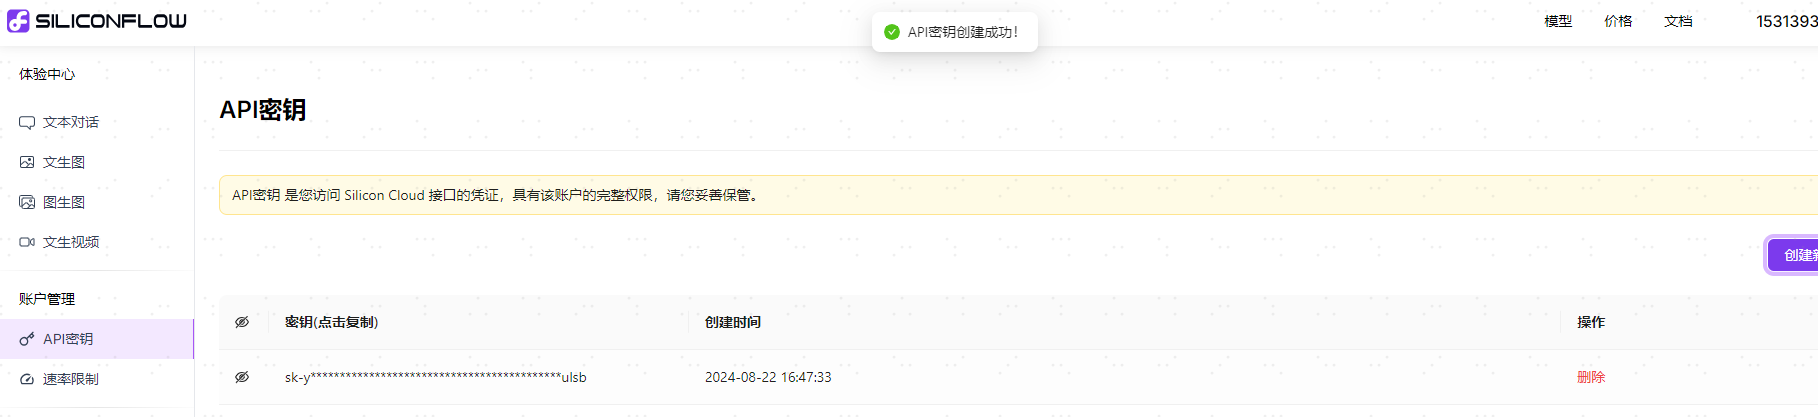 SILICONFLOW
API密钥创建成功！
模型 价格 文档 1531393
体验中心
文本对话
文生图
图生图
文生视频
账户管理
API密钥
速率限制
API密钥
API密钥 是您访问 Silicon Cloud 接口的凭证，具有该账户的完整权限，请您妥善保管。
创建新
密钥(点击复制) 创建时间 操作
sk-y*******************************************ulsb 2024-08-22 16:47:33 删除